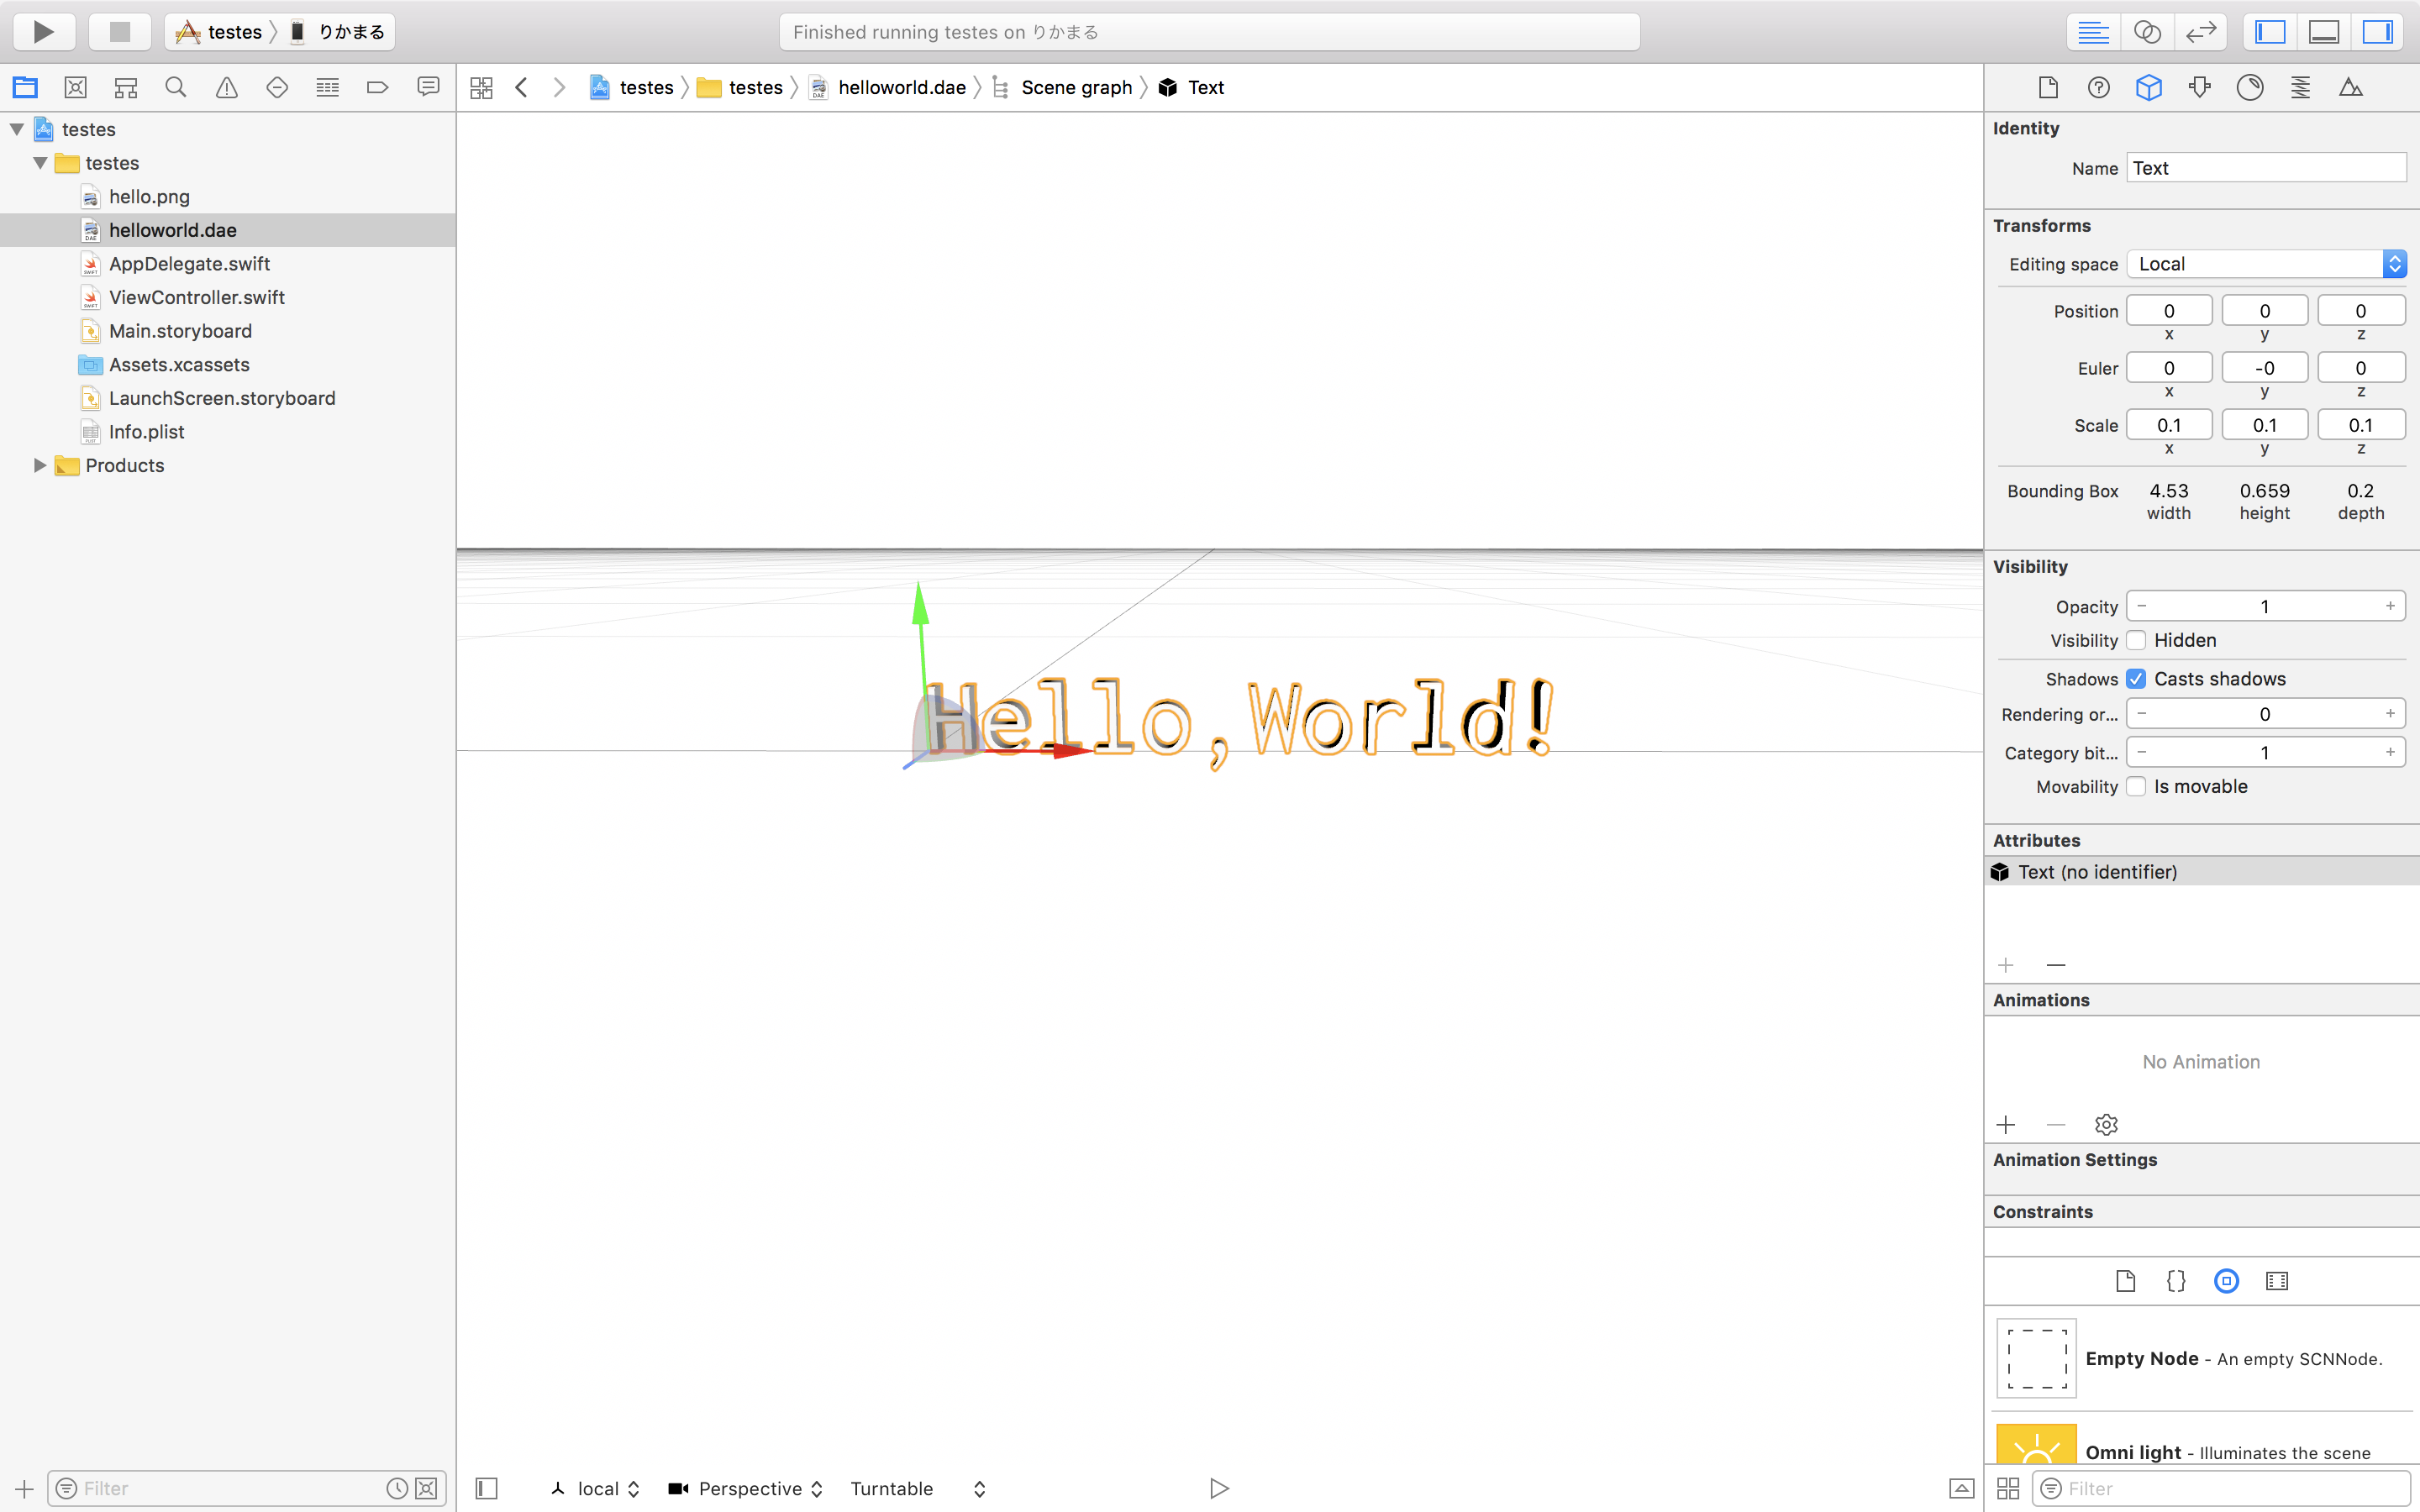 testes 〉 りかまる
Finished running testes on りかまる
testes 〉 testes 〉 helloworld.dae 〉 Scene graph 〉 Text
testes
testes
hello.png
helloworld.dae
AppDelegate.swift
ViewController.swift
Main.storyboard
Assets.xcassets
LaunchScreen.storyboard
Info.plist
Products
Filter
Hello,World!
local
Perspective
Turntable
Identity
Name Text
Transforms
Editing space Local
Position 0 0 0
x y z
Euler 0 -0 0
x y z
Scale 0.1 0.1 0.1
x y z
Bounding Box 4.53 0.659 0.2
width height depth
Visibility
Opacity − 1 +
Visibility Hidden
Shadows Casts shadows
Rendering or... − 0 +
Category bit... − 1 +
Movability Is movable
Attributes
Text (no identifier)
Animations
No Animation
Animation Settings
Constraints
Empty Node - An empty SCNNode.
Omni light - Illuminates the scene
Filter